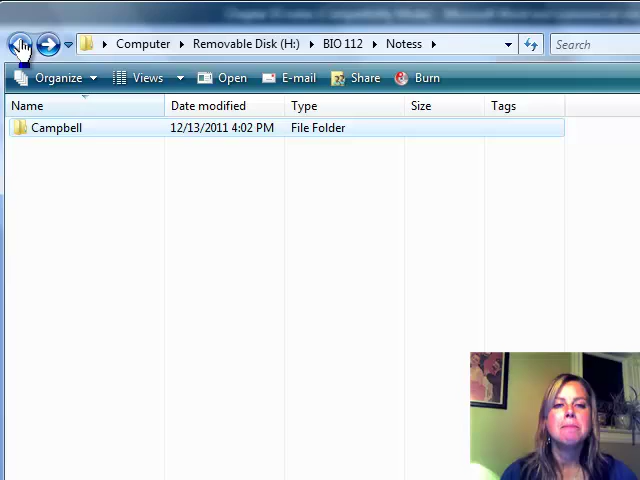 Computer Removable Disk (H:) BIO 112 Notess Search
Organize Views Open E-mail Share Burn
Name Date modified Type Size Tags
Campbell 12/13/2011 4:02 PM File Folder